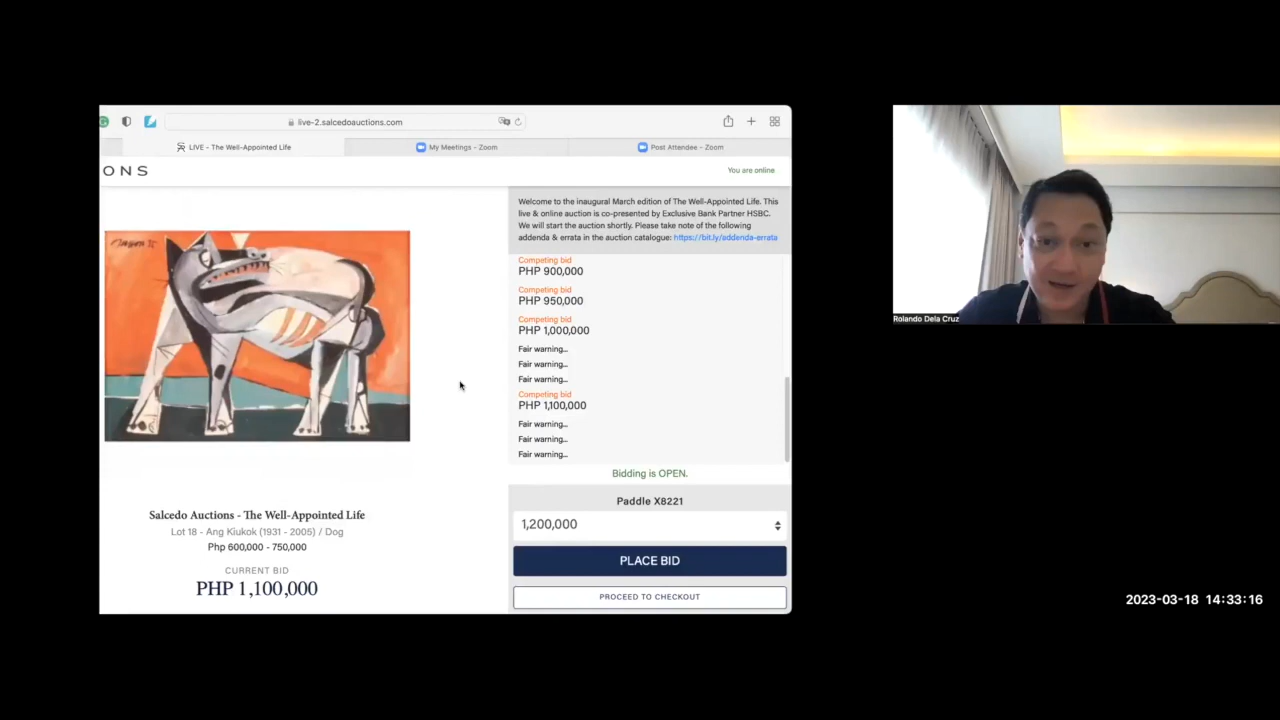 live-2.salcedoauctions.com
LIVE - The Well-Appointed Life
My Meetings - Zoom
Post Attendee - Zoom
ONS
You are online
Welcome to the inaugural March edition of The Well-Appointed Life. This
live & online auction is co-presented by Exclusive Bank Partner HSBC.
We will start the auction shortly. Please take note of the following
addenda & errata in the auction catalogue: https://bit.ly/addenda-errata
Competing bid
PHP 900,000
Competing bid
PHP 950,000
Competing bid
PHP 1,000,000
Fair warning...
Fair warning...
Fair warning...
Competing bid
PHP 1,100,000
Fair warning...
Fair warning...
Fair warning...
Bidding is OPEN.
Paddle X8221
1,200,000
PLACE BID
PROCEED TO CHECKOUT
Salcedo Auctions - The Well-Appointed Life
Lot 18 - Ang Kiukok (1931 - 2005) / Dog
Php 600,000 - 750,000
CURRENT BID
PHP 1,100,000
Rolando Dela Cruz
2023-03-18 14:33:16